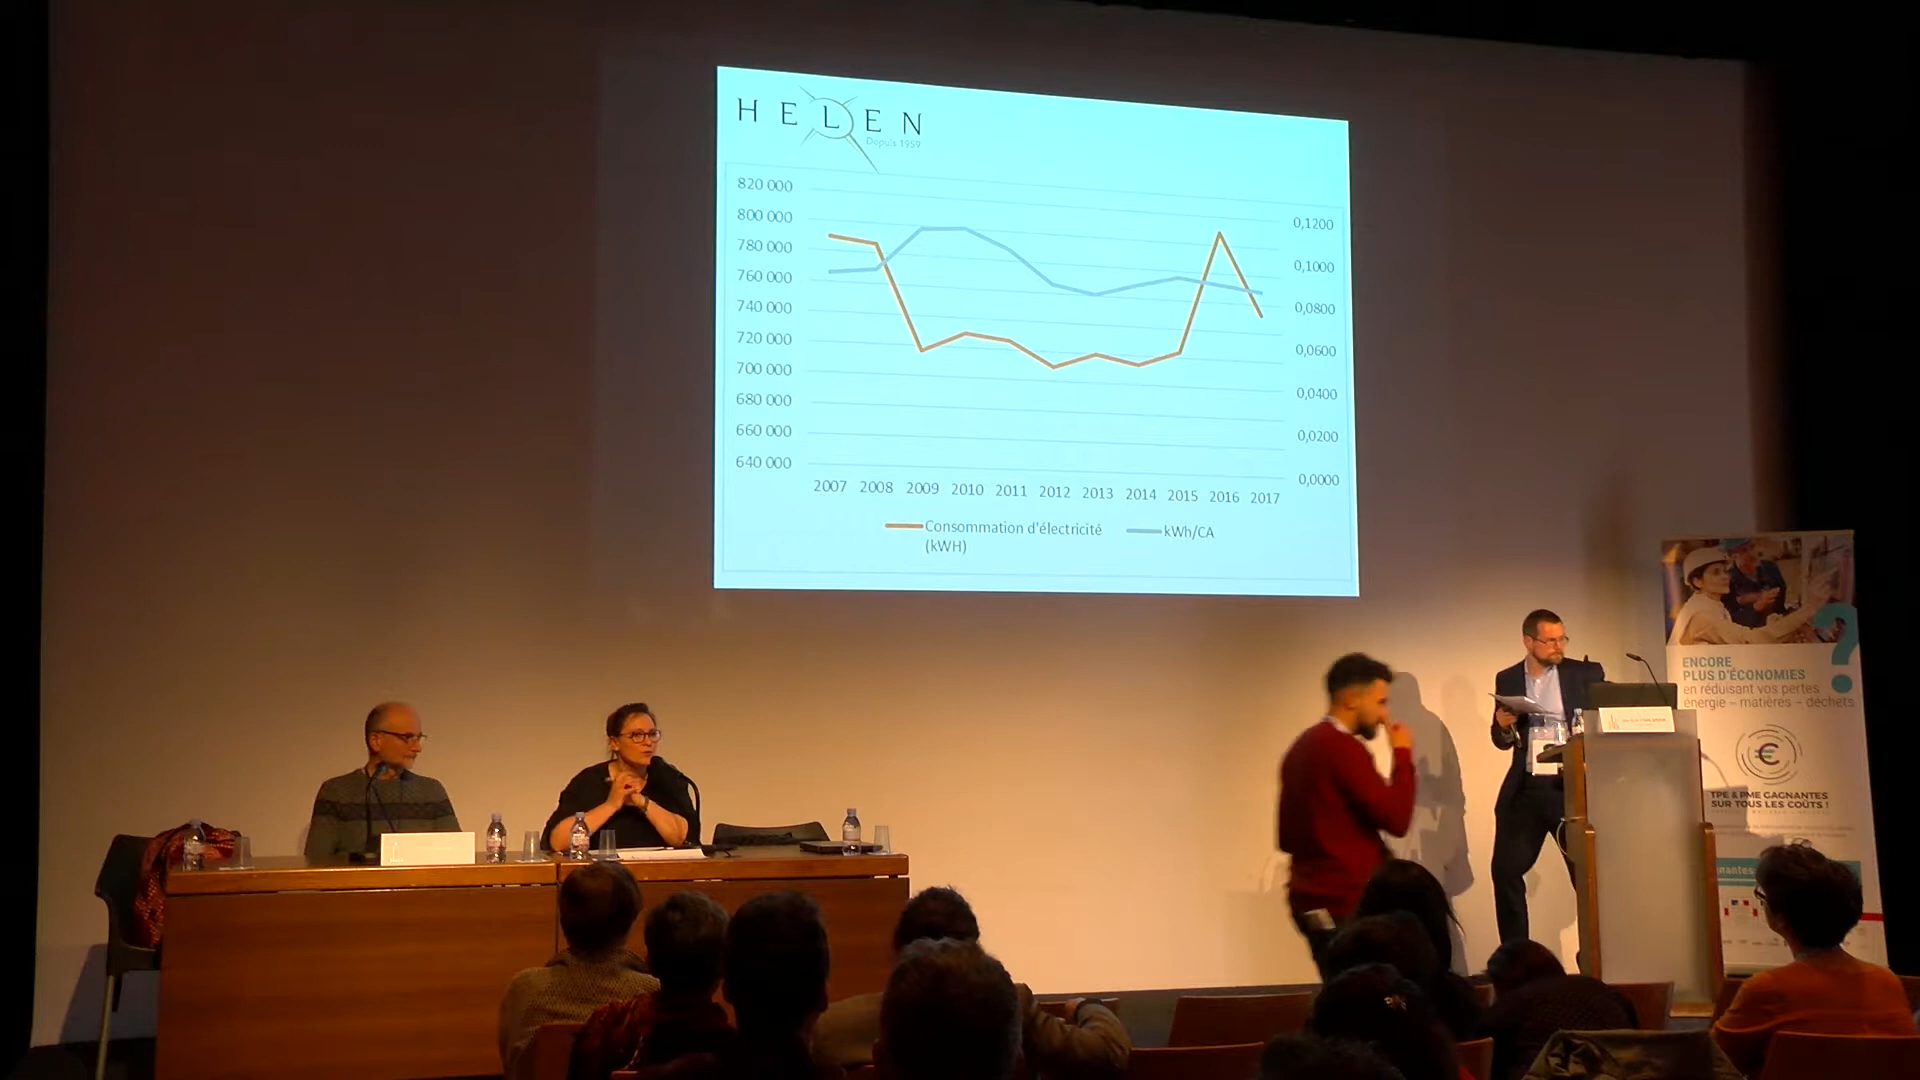 HELEN
Depuis 1959
820 000
800 000
780 000
760 000
740 000
720 000
700 000
680 000
660 000
640 000
0,1200
0,1000
0,0800
0,0600
0,0400
0,0200
0,0000
2007 2008 2009 2010 2011 2012 2013 2014 2015 2016 2017
Consommation d'électricité
(kWH)
kWh/CA
ENCORE
PLUS D'ÉCONOMIES
en réduisant vos pertes
énergie – matières – déchets
?
€
TPE & PME GAGNANTES
SUR TOUS LES COÛTS !